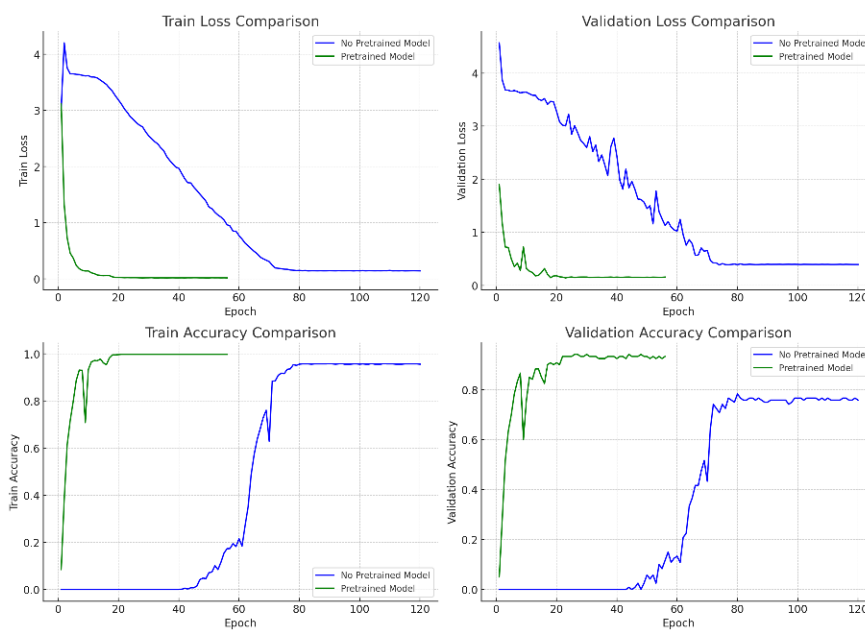 Train Loss Comparison
No Pretrained Model
Pretrained Model
4
3
2
1
0
Train Loss
0 20 40 60 80 100 120
Epoch
Validation Loss Comparison
No Pretrained Model
Pretrained Model
4
3
2
1
0
Validation Loss
0 20 40 60 80 100 120
Epoch
Train Accuracy Comparison
1.0
0.8
0.6
0.4
0.2
0.0
Train Accuracy
No Pretrained Model
Pretrained Model
0 20 40 60 80 100 120
Epoch
Validation Accuracy Comparison
No Pretrained Model
Pretrained Model
0.8
0.6
0.4
0.2
0.0
Validation Accuracy
0 20 40 60 80 100 120
Epoch